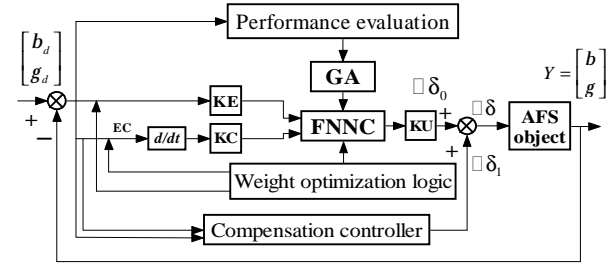 Performance evaluation
b_d
g_d
GA
□ δ_0
Y = b
g
KE
+
□ δ
AFS
object
+
−
EC
d/dt
KC
FNNC
KU
+
□ δ_1
Weight optimization logic
Compensation controller